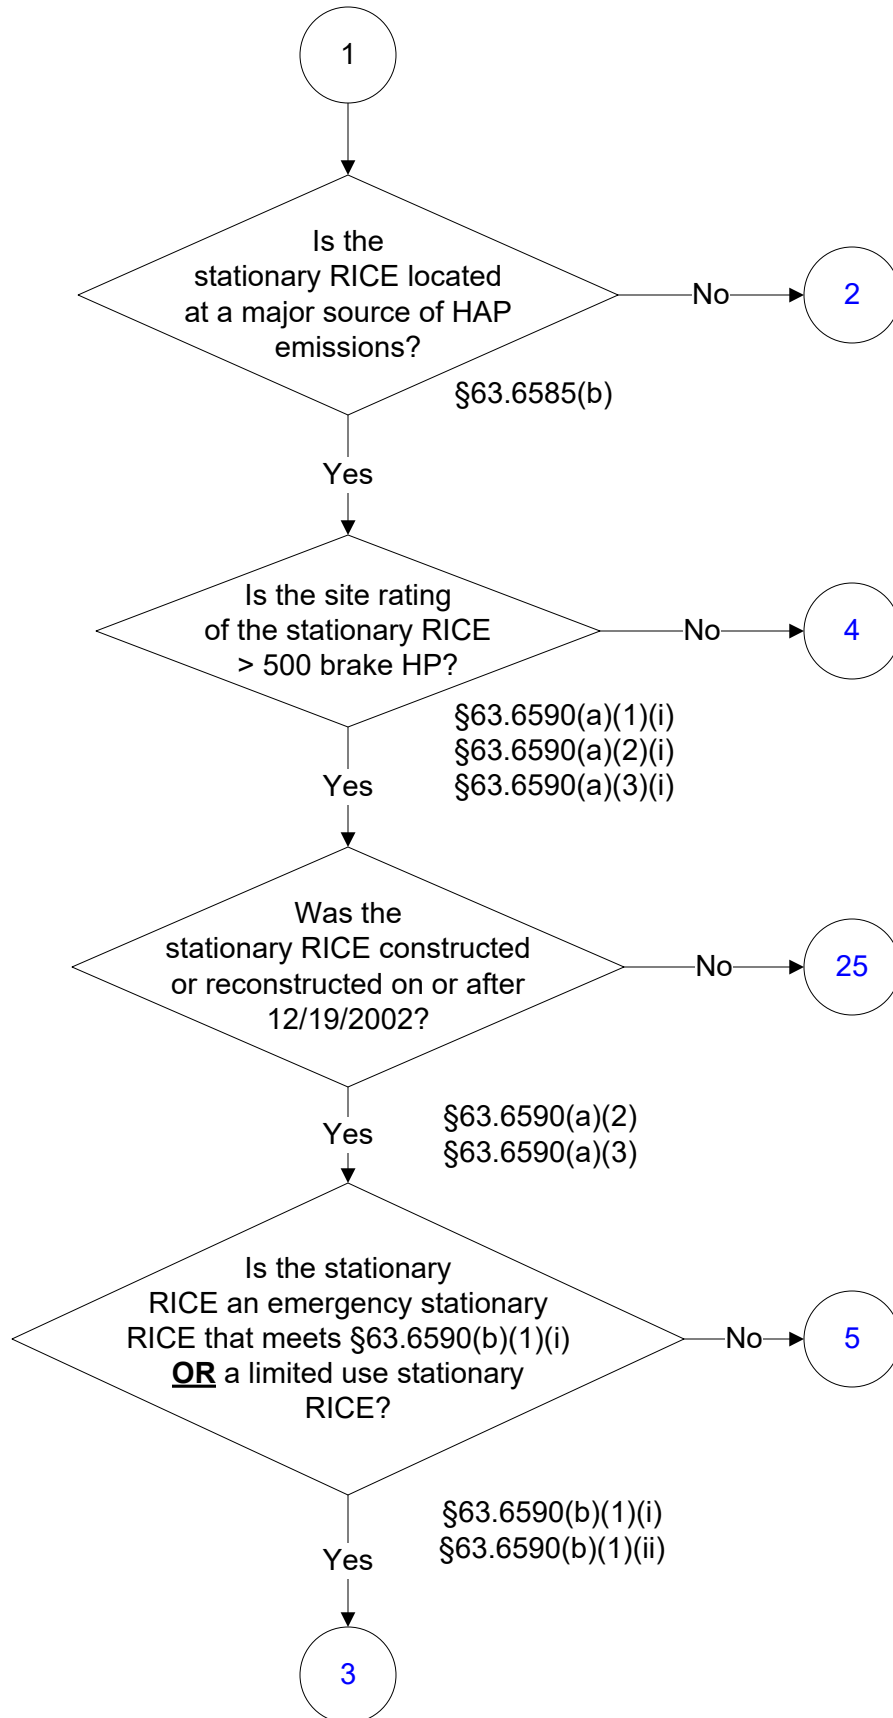 1
Is the
stationary RICE located
at a major source of HAP
emissions?
No
2
§63.6585(b)
Yes
Is the site rating
of the stationary RICE
> 500 brake HP?
No
4
§63.6590(a)(1)(i)
§63.6590(a)(2)(i)
§63.6590(a)(3)(i)
Yes
Was the
stationary RICE constructed
or reconstructed on or after
12/19/2002?
No
25
§63.6590(a)(2)
§63.6590(a)(3)
Yes
Is the stationary
RICE an emergency stationary
RICE that meets §63.6590(b)(1)(i)
OR a limited use stationary
RICE?
No
5
§63.6590(b)(1)(i)
§63.6590(b)(1)(ii)
Yes
3